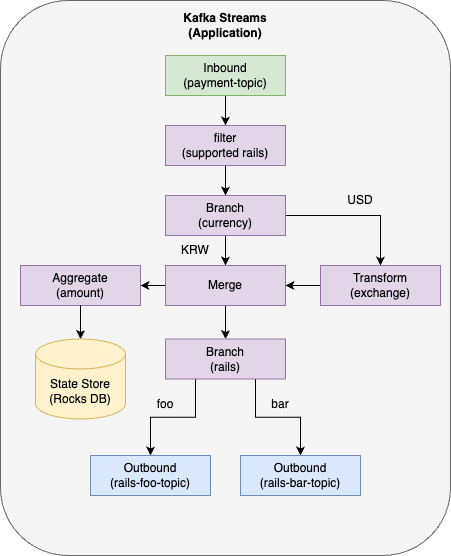 Kafka Streams
(Application)
Inbound
(payment-topic)
filter
(supported rails)
Branch
(currency)
USD
KRW
Aggregate
(amount)
Merge
Transform
(exchange)
Branch
(rails)
State Store
(Rocks DB)
foo
bar
Outbound
(rails-foo-topic)
Outbound
(rails-bar-topic)